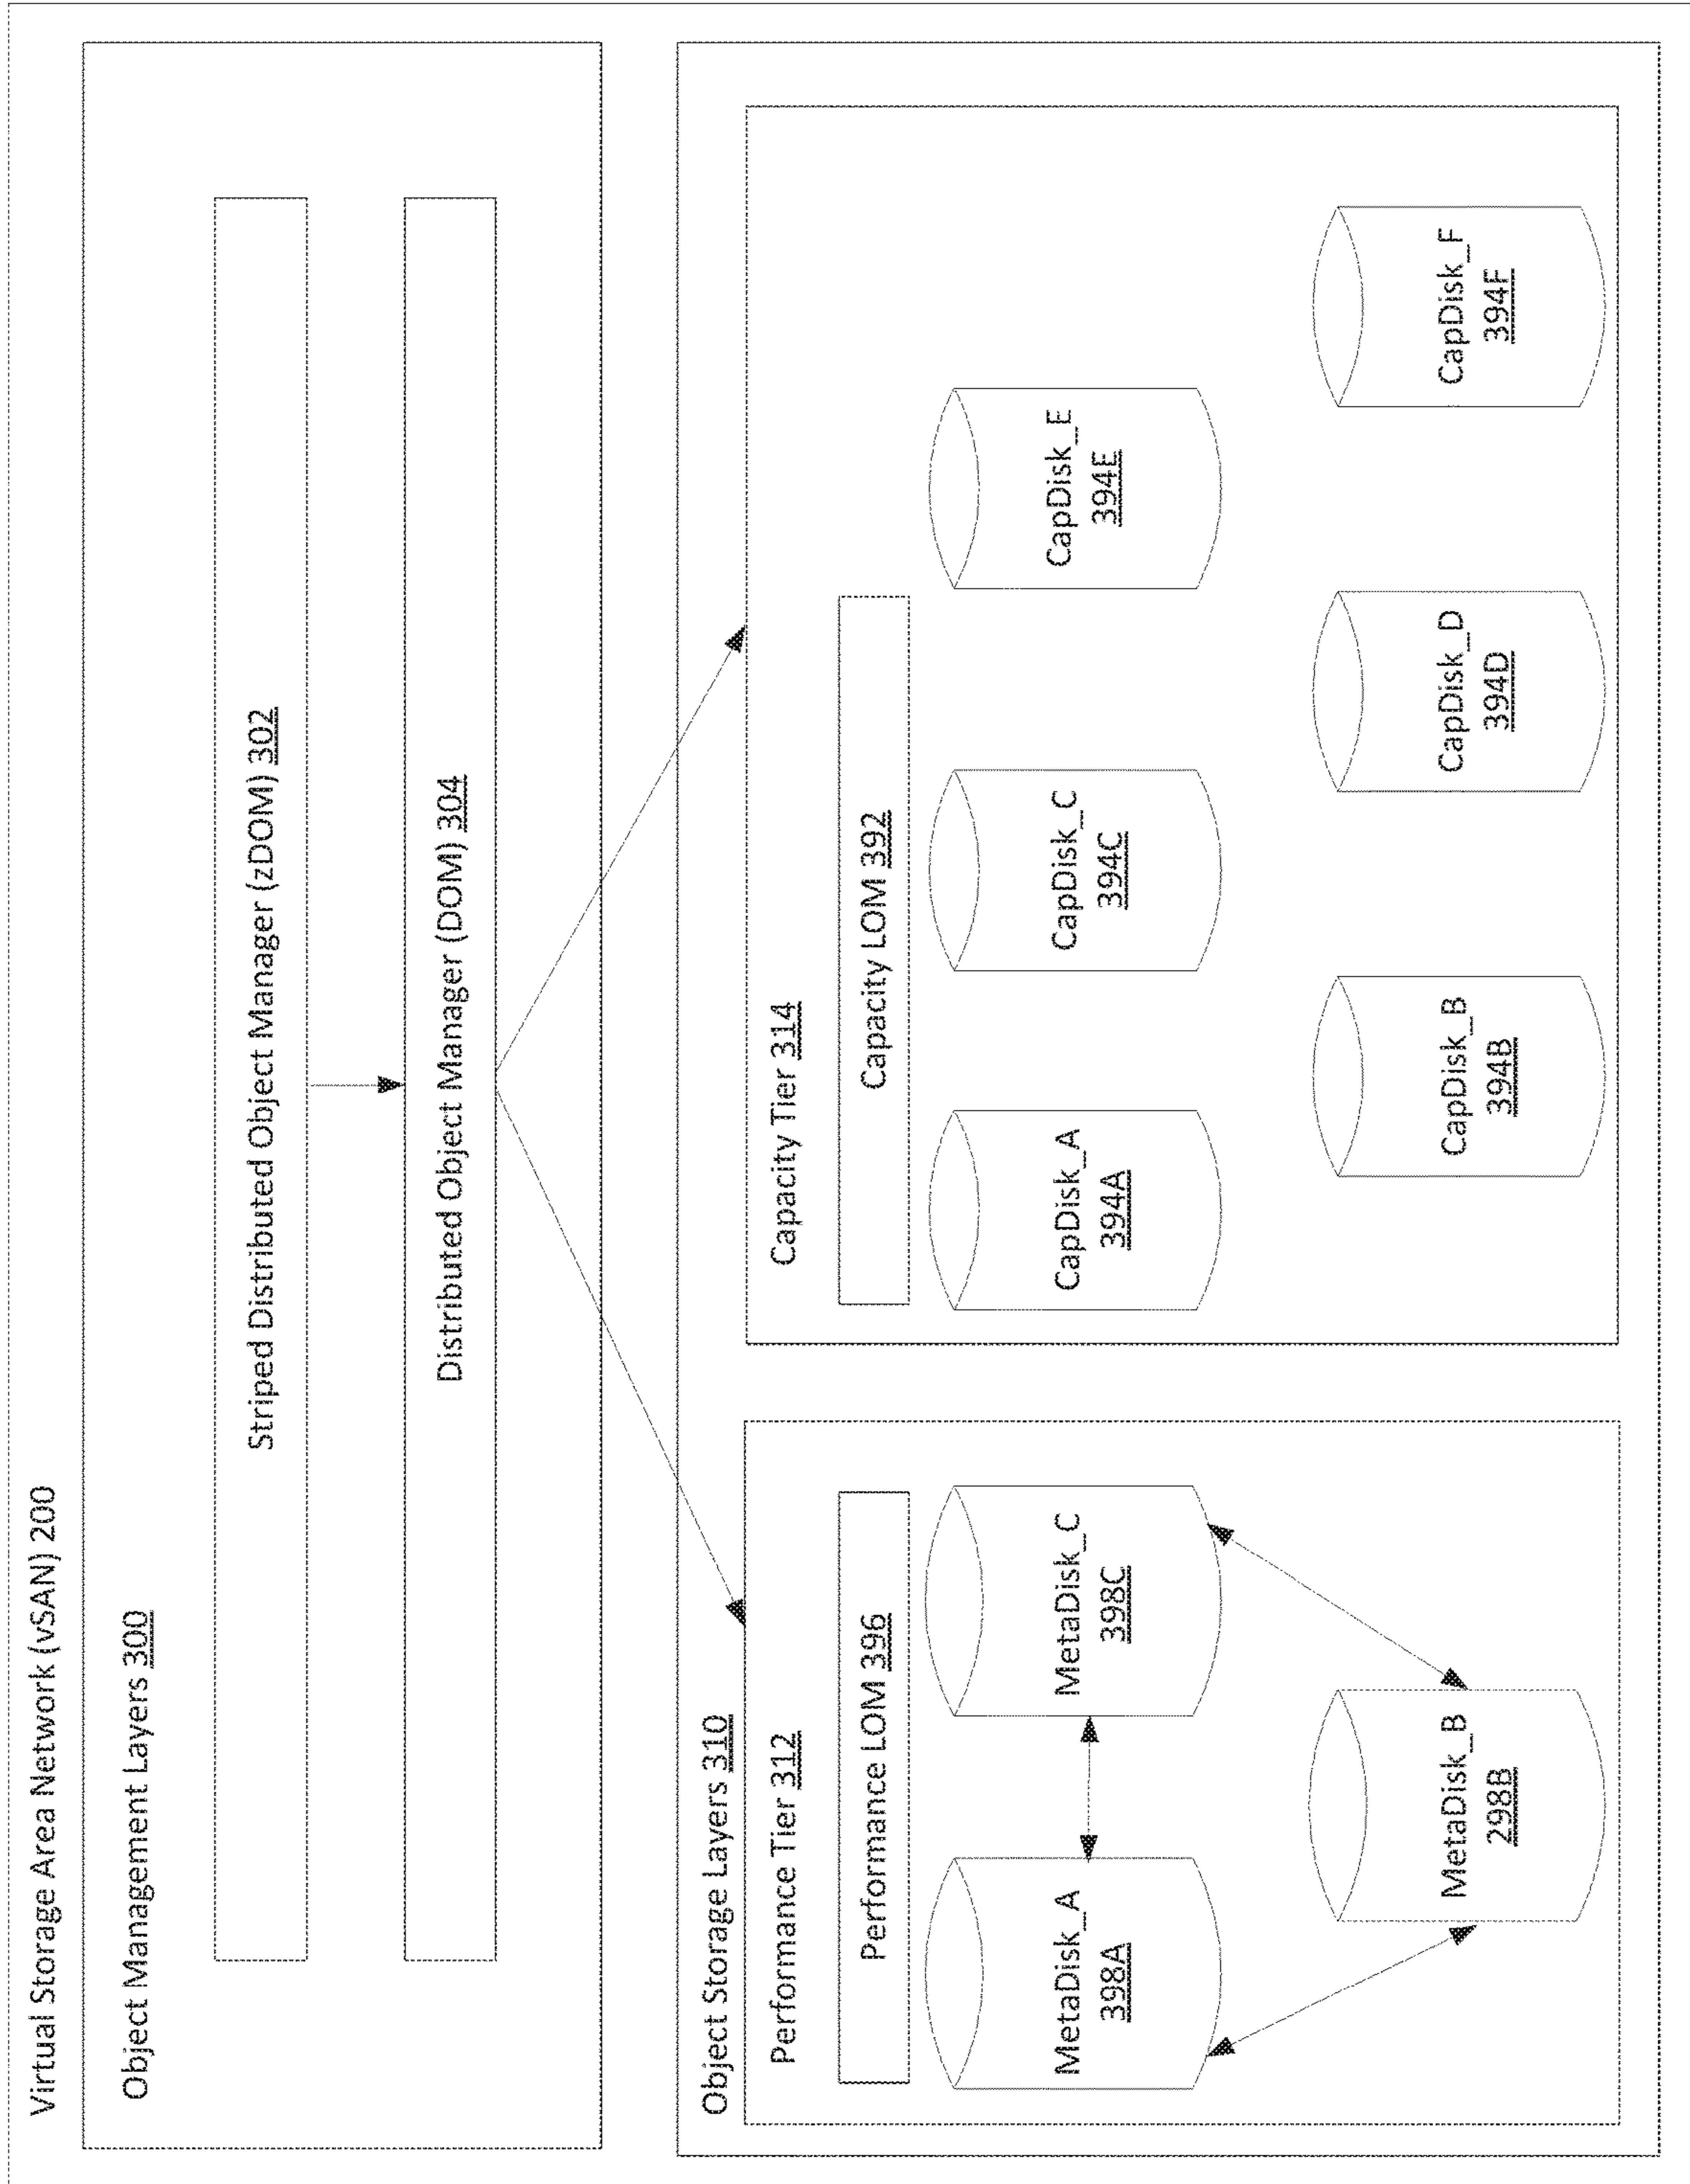 Virtual Storage Area Network (vSAN) 200
Object Management Layers 300
Striped Distributed Object Manager (zDOM) 302
Distributed Object Manager (DOM) 304
Object Storage Layers 310
Performance Tier 312
Performance LOM 396
MetaDisk_A
398A
MetaDisk_C
398C
MetaDisk_B
298B
Capacity Tier 314
Capacity LOM 392
CapDisk_A
394A
CapDisk_C
394C
CapDisk_E
394E
CapDisk_B
394B
CapDisk_D
394D
CapDisk_F
394F